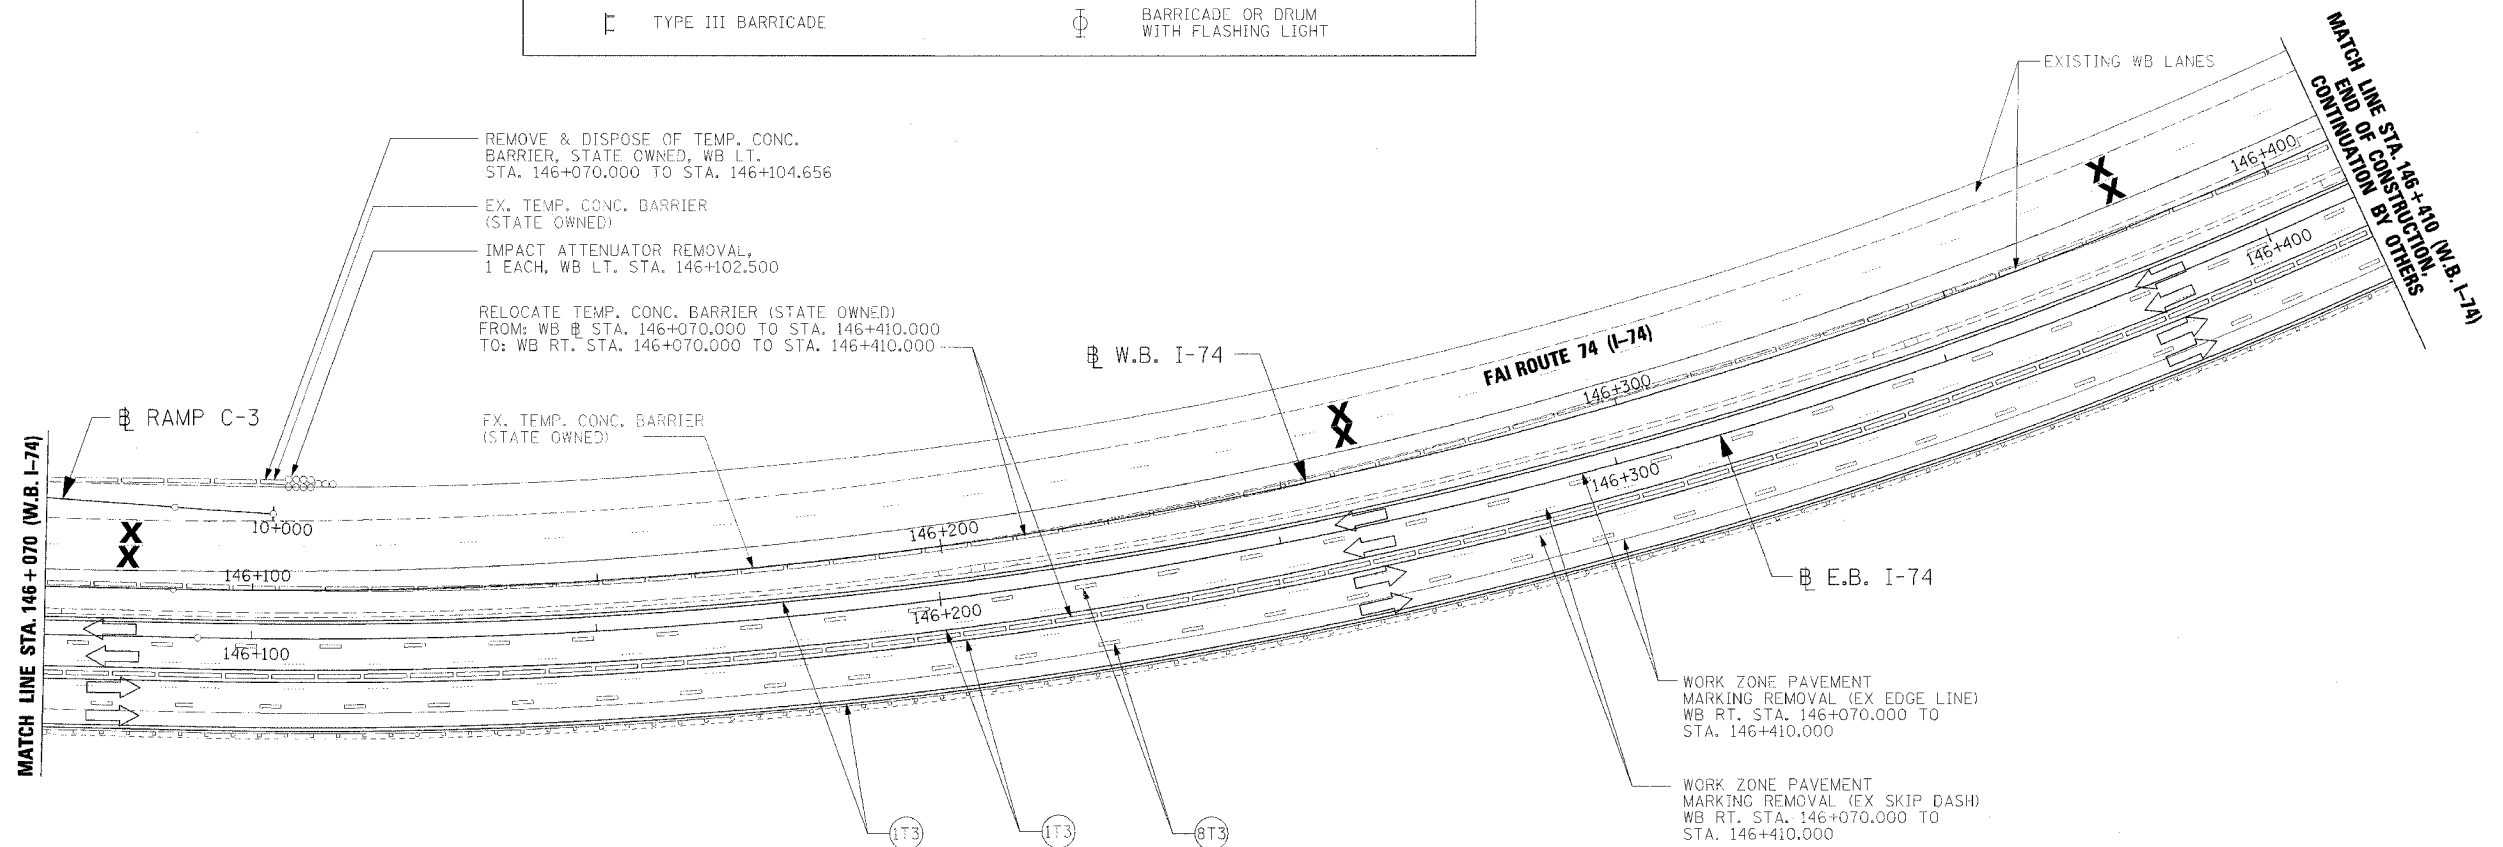 TYPE III BARRICADE
BARRICADE OR DRUM
WITH FLASHING LIGHT
EXISTING WB LANES
MATCH LINE STA. 146+410 (W.B. I-74)
END OF CONSTRUCTION,
CONTINUATION BY OTHERS
REMOVE & DISPOSE OF TEMP. CONC.
BARRIER, STATE OWNED, WB LT.
STA. 146+070.000 TO STA. 146+104.656
EX. TEMP. CONC. BARRIER
(STATE OWNED)
IMPACT ATTENUATOR REMOVAL,
1 EACH, WB LT. STA. 146+102.500
RELOCATE TEMP. CONC. BARRIER (STATE OWNED)
FROM: WB ⅊ STA. 146+070.000 TO STA. 146+410.000
TO: WB RT. STA. 146+070.000 TO STA. 146+410.000
EX. TEMP. CONC. BARRIER
(STATE OWNED)
⅊ RAMP C-3
⅊ W.B. I-74
FAI ROUTE 74 (I-74)
⅊ E.B. I-74
MATCH LINE STA. 146+070 (W.B. I-74)
10+000
146+100
146+200
146+300
146+400
146+100
146+200
146+300
146+400
X
X
X
X
X
X
WORK ZONE PAVEMENT
MARKING REMOVAL (EX EDGE LINE)
WB RT. STA. 146+070.000 TO
STA. 146+410.000
WORK ZONE PAVEMENT
MARKING REMOVAL (EX SKIP DASH)
WB RT. STA. 146+070.000 TO
STA. 146+410.000
1T3
1T3
8T3